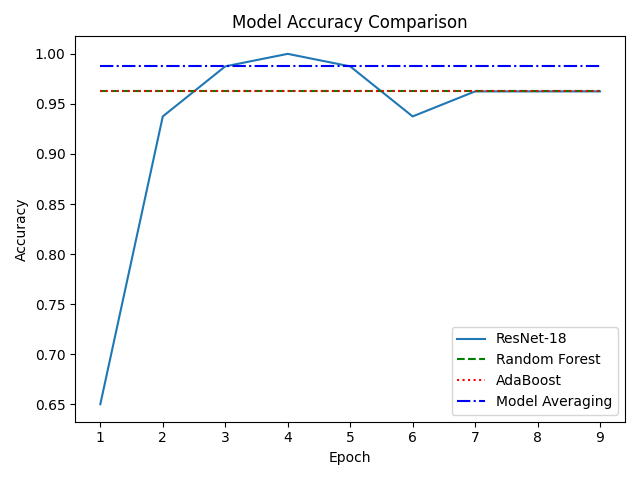 Model Accuracy Comparison
Accuracy
1.00
0.95
0.90
0.85
0.80
0.75
0.70
0.65
ResNet-18
Random Forest
AdaBoost
Model Averaging
1 2 3 4 5 6 7 8 9
Epoch